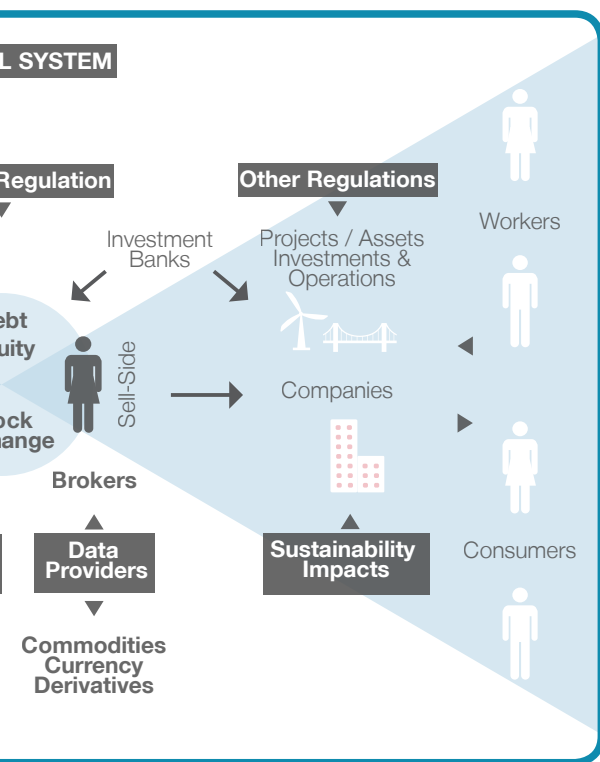 L SYSTEM
Regulation
Other Regulations
Investment
Banks
Projects / Assets
Investments &
Operations
Workers
ebt
uity
Sell-Side
Companies
ock
hange
Brokers
Data
Providers
Sustainability
Impacts
Consumers
Commodities
Currency
Derivatives